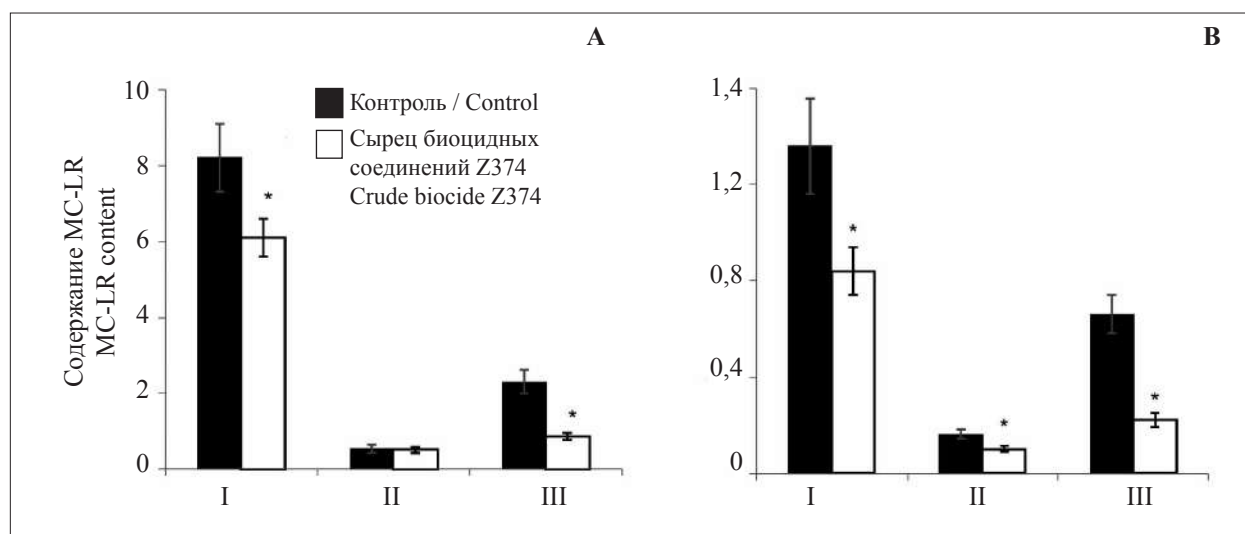 A
B
Содержание MC-LR
MC-LR content
10
8
6
4
2
0
Контроль / Control
Сырец биоцидных
соединений Z374
Crude biocide Z374
*
*
I
II
III
1,4
1,2
0,8
0,4
0
*
*
*
I
II
III